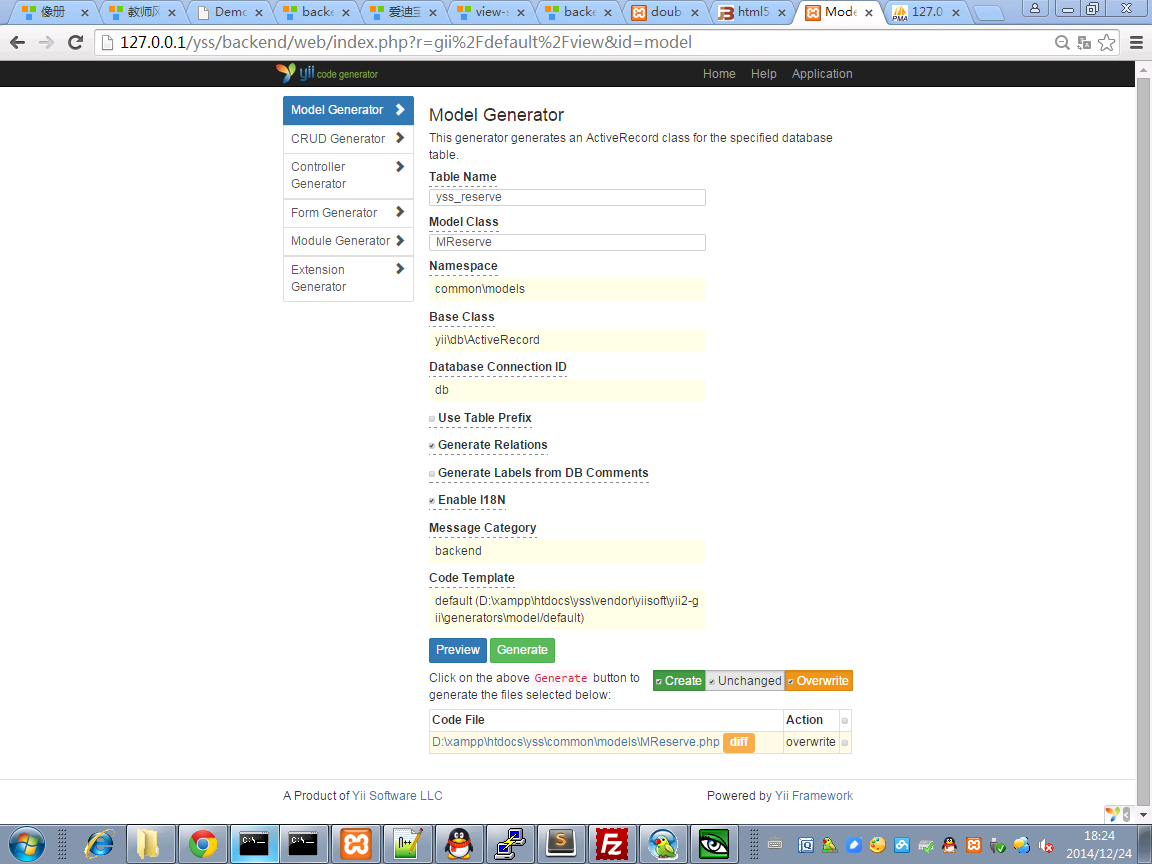 像册
教师风
Demo
backe
爱迪宝
view-s
backe
doub
html5
Mode
127.0
127.0.0.1/yss/backend/web/index.php?r=gii%2Fdefault%2Fview&id=model
yii code generator
Home Help Application
Model Generator
CRUD Generator
Controller
Generator
Form Generator
Module Generator
Extension
Generator
Model Generator
This generator generates an ActiveRecord class for the specified database
table.
Table Name
yss_reserve
Model Class
MReserve
Namespace
common\models
Base Class
yii\db\ActiveRecord
Database Connection ID
db
Use Table Prefix
Generate Relations
Generate Labels from DB Comments
Enable I18N
Message Category
backend
Code Template
default (D:\xampp\htdocs\yss\vendor\yiisoft\yii2-g
ii\generators\model/default)
Preview Generate
Click on the above Generate button to
generate the files selected below:
Create Unchanged Overwrite
Code File Action
D:\xampp\htdocs\yss\common\models\MReserve.php diff overwrite
A Product of Yii Software LLC Powered by Yii Framework
18:24
2014/12/24